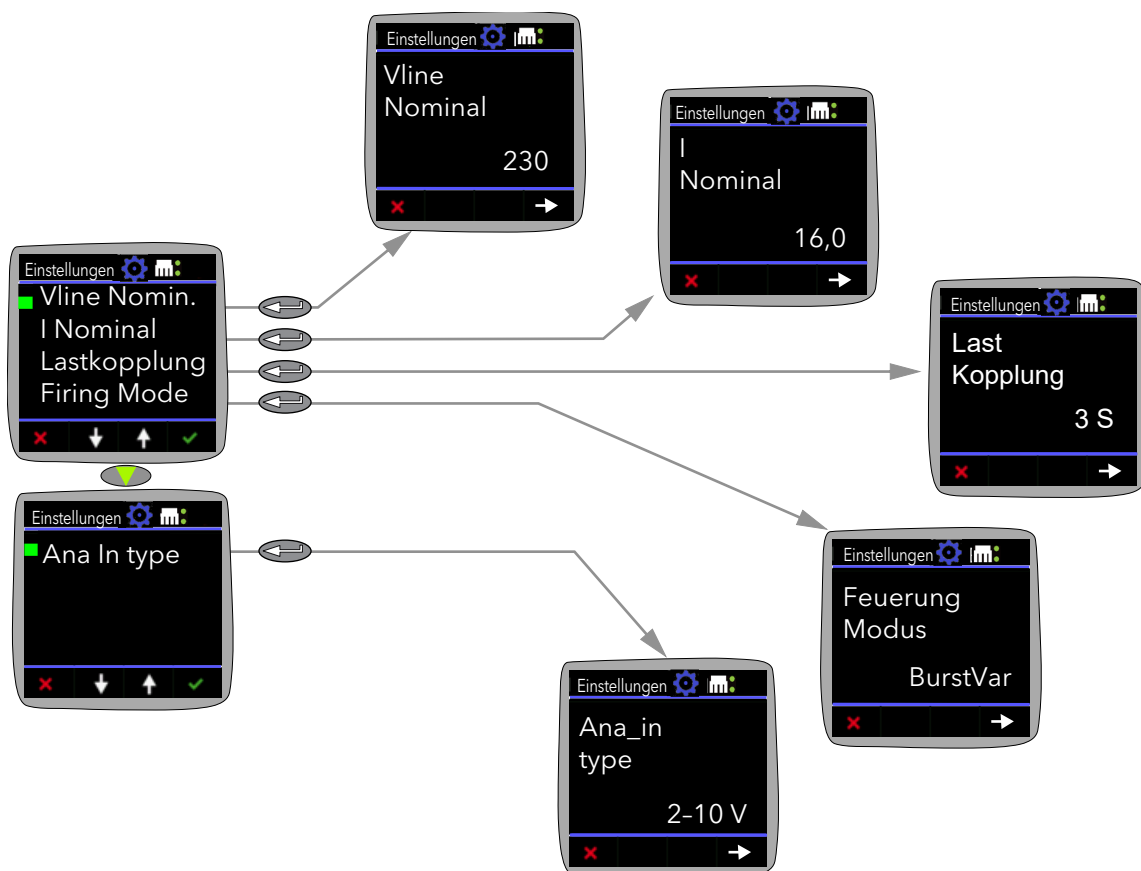 Einstellungen
Vline
Nominal
230
Einstellungen
I
Nominal
16,0
Einstellungen
Vline Nomin.
I Nominal
Lastkopplung
Firing Mode
Einstellungen
Last
Kopplung
3 S
Einstellungen
Ana In type
Einstellungen
Feuerung
Modus
BurstVar
Einstellungen
Ana_in
type
2–10 V